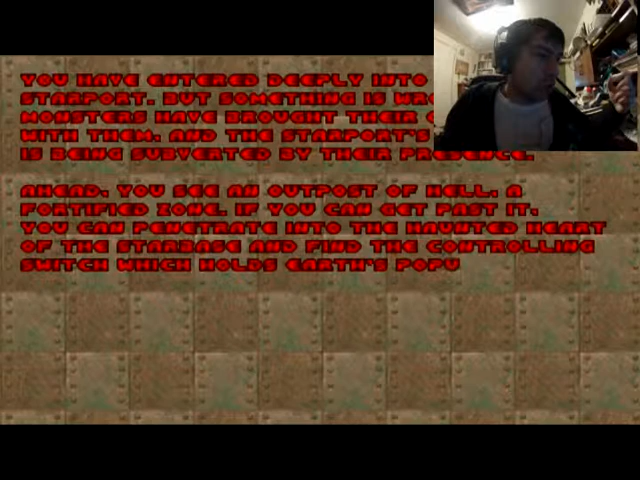 YOU HAVE ENTERED DEEPLY INTO
STARPORT. BUT SOMETHING IS
MONSTERS HAVE BROUGHT THEIR
WITH THEM, AND THE STARPORT'S
IS BEING SUBVERTED BY THEIR PRESENCE.
AHEAD, YOU SEE AN OUTPOST OF HELL, A
FORTIFIED ZONE. IF YOU CAN GET PAST IT,
YOU CAN PENETRATE INTO THE HAUNTED HEART
OF THE STARBASE AND FIND THE CONTROLLING
SWITCH WHICH HOLDS EARTH'S POPU